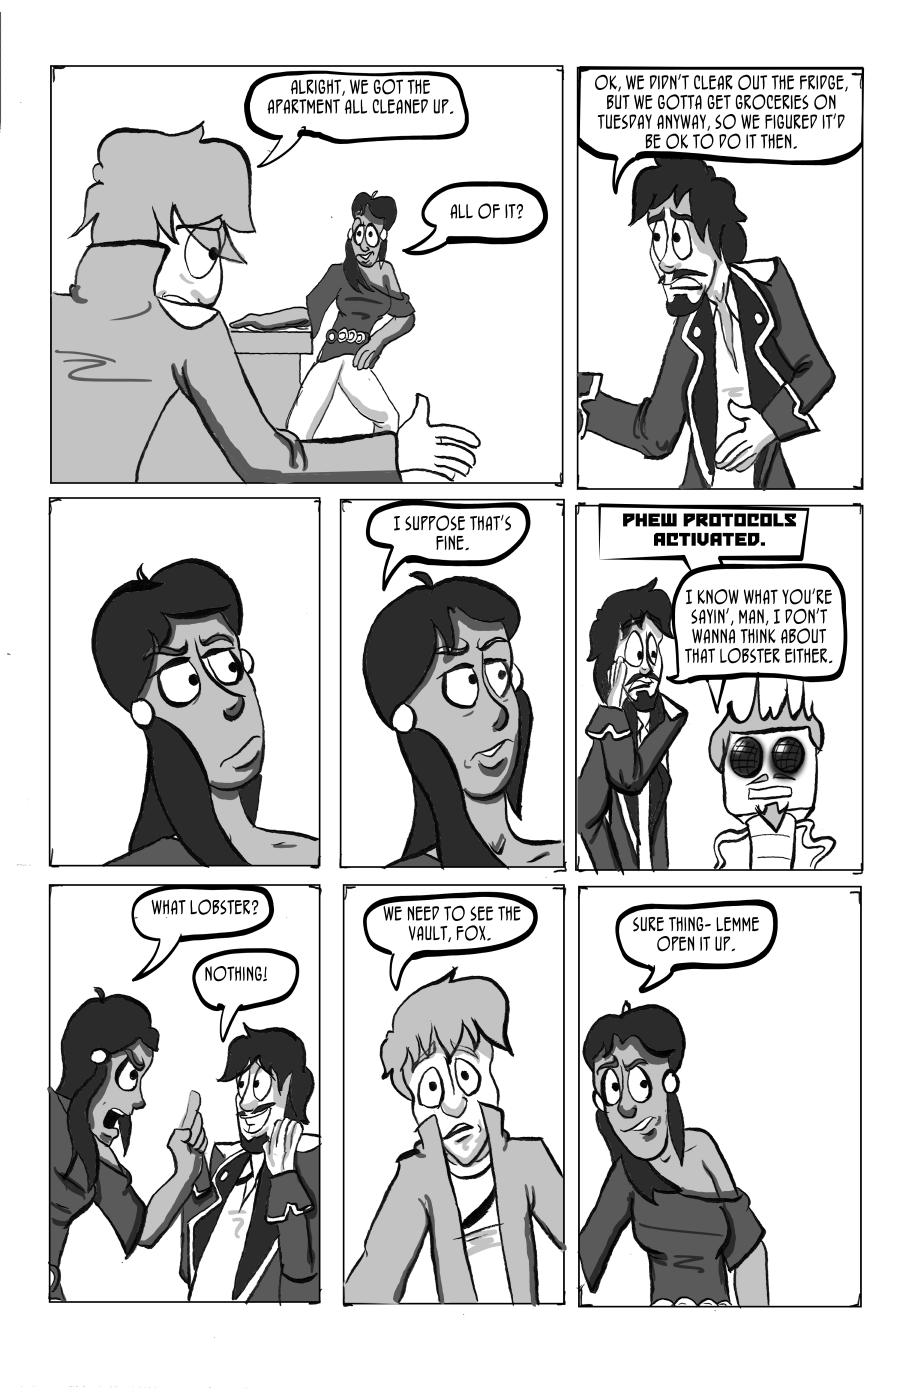 ALRIGHT, WE GOT THE
APARTMENT ALL CLEANED UP.
ALL OF IT?
OK, WE DIDN'T CLEAR OUT THE FRIDGE,
BUT WE GOTTA GET GROCERIES ON
TUESDAY ANYWAY, SO WE FIGURED IT'D
BE OK TO DO IT THEN.
I SUPPOSE THAT'S
FINE.
PHEW PROTOCOLS
ACTIVATED.
I KNOW WHAT YOU'RE
SAYIN', MAN, I DON'T
WANNA THINK ABOUT
THAT LOBSTER EITHER.
WHAT LOBSTER?
NOTHING!
WE NEED TO SEE THE
VAULT, FOX.
SURE THING- LEMME
OPEN IT UP.